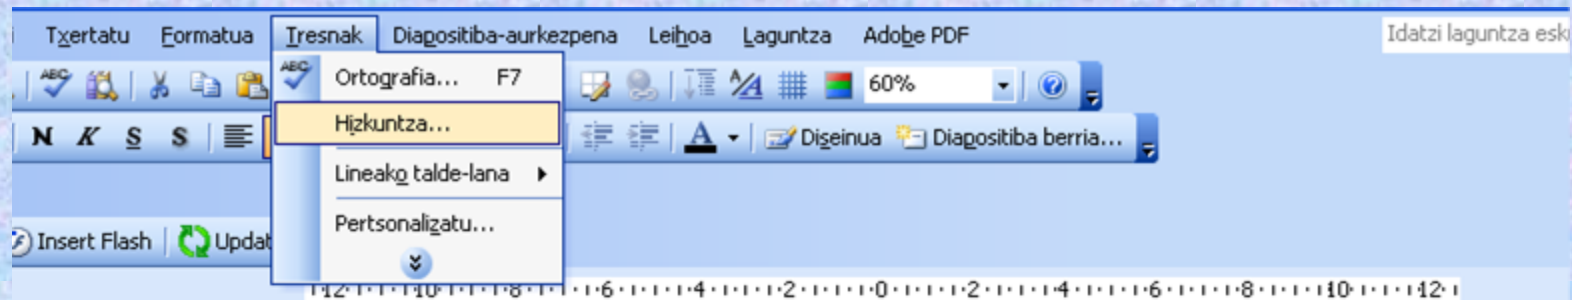 Txertatu Formatua Tresnak Diapositiba-aurkezpena Leihoa Laguntza Adobe PDF Idatzi laguntza esk
ABC ABC Ortografia... F7 A/A 60%
N K S S Hizkuntza... A Diseinua Diapositiba berria...
Lineako talde-lana
Pertsonalizatu...
Insert Flash Updat
12 10 8 6 4 2 0 2 4 6 8 10 12